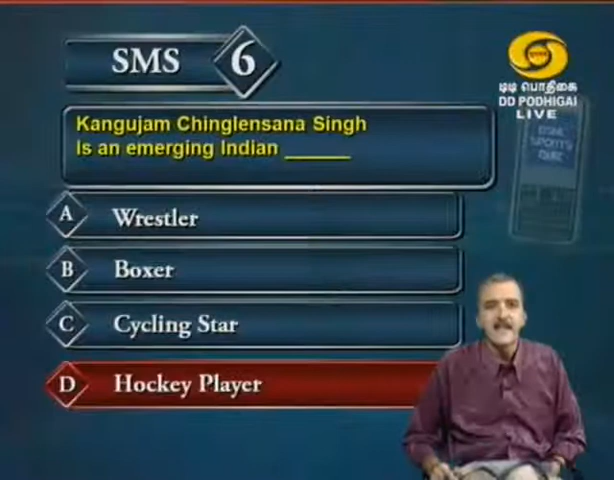 SMS 6
டிடி பொதிகை
DD PODHIGAI
LIVE
Kangujam Chinglensana Singh
Is an emerging Indian ______
A Wrestler
B Boxer
C Cycling Star
D Hockey Player